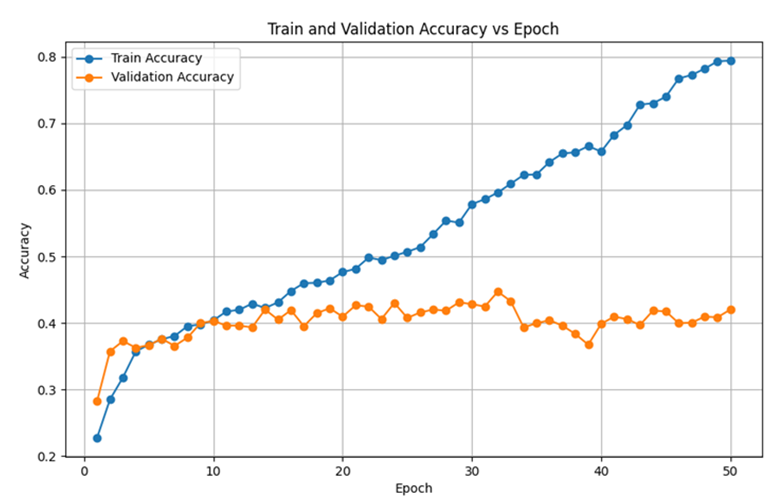 Train and Validation Accuracy vs Epoch
Train Accuracy
Validation Accuracy
0.8
0.7
0.6
0.5
0.4
0.3
0.2
Accuracy
0 10 20 30 40 50
Epoch